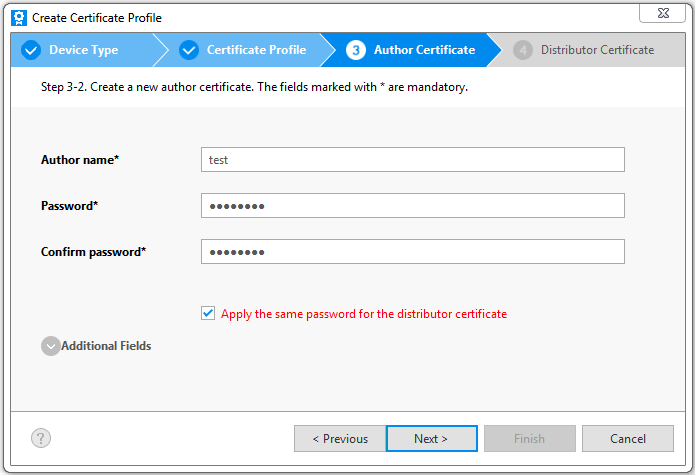 Create Certificate Profile
Device Type
Certificate Profile
3 Author Certificate
4 Distributor Certificate
Step 3-2. Create a new author certificate. The fields marked with * are mandatory.
Author name*
test
Password*
●●●●●●●●
Confirm password*
●●●●●●●●
Apply the same password for the distributor certificate
Additional Fields
?
< Previous
Next >
Finish
Cancel